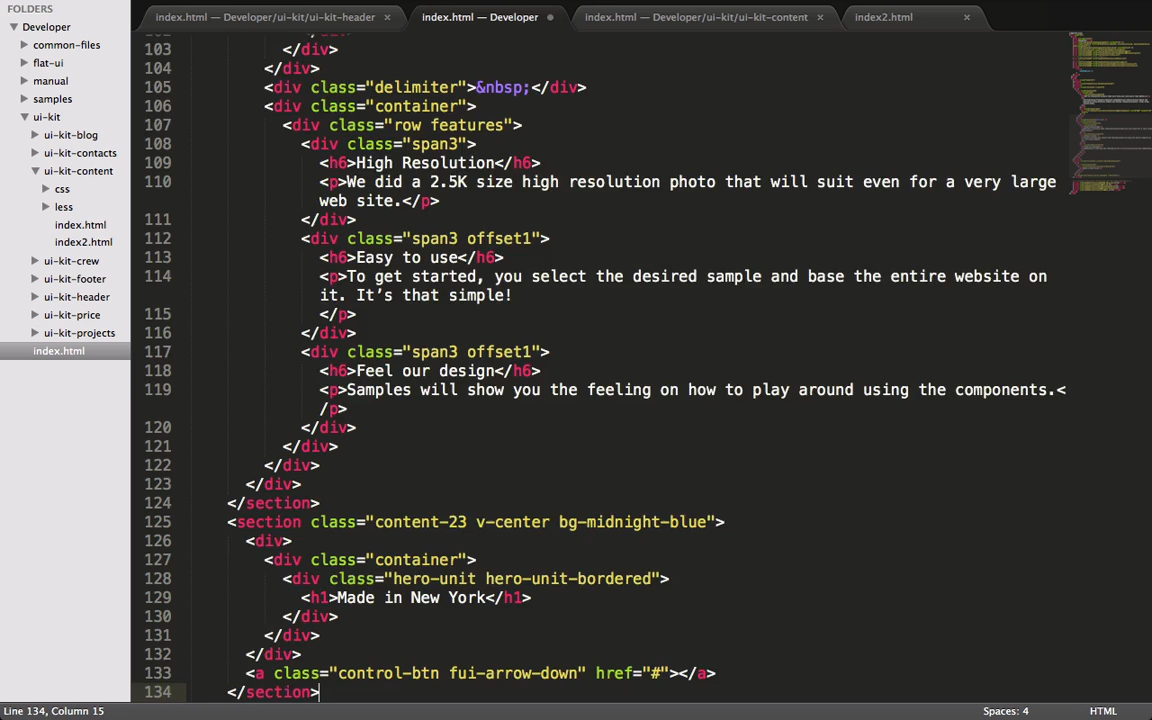 FOLDERS
Developer
common-files
flat-ui
manual
samples
ui-kit
ui-kit-blog
ui-kit-contacts
ui-kit-content
css
less
index.html
index2.html
ui-kit-crew
ui-kit-footer
ui-kit-header
ui-kit-price
ui-kit-projects
index.html
index.html — Developer/ui-kit/ui-kit-header ×
index.html — Developer
index.html — Developer/ui-kit/ui-kit-content ×
index2.html ×
103 </div>
104 </div>
105 <div class="delimiter">&nbsp;</div>
106 <div class="container">
107 <div class="row features">
108 <div class="span3">
109 <h6>High Resolution</h6>
110 <p>We did a 2.5K size high resolution photo that will suit even for a very large
web site.</p>
111 </div>
112 <div class="span3 offset1">
113 <h6>Easy to use</h6>
114 <p>To get started, you select the desired sample and base the entire website on
it. It’s that simple!
115 </p>
116 </div>
117 <div class="span3 offset1">
118 <h6>Feel our design</h6>
119 <p>Samples will show you the feeling on how to play around using the components.<
/p>
120 </div>
121 </div>
122 </div>
123 </div>
124 </section>
125 <section class="content-23 v-center bg-midnight-blue">
126 <div>
127 <div class="container">
128 <div class="hero-unit hero-unit-bordered">
129 <h1>Made in New York</h1>
130 </div>
131 </div>
132 </div>
133 <a class="control-btn fui-arrow-down" href="#"></a>
134 </section>
Line 134, Column 15
Spaces: 4
HTML